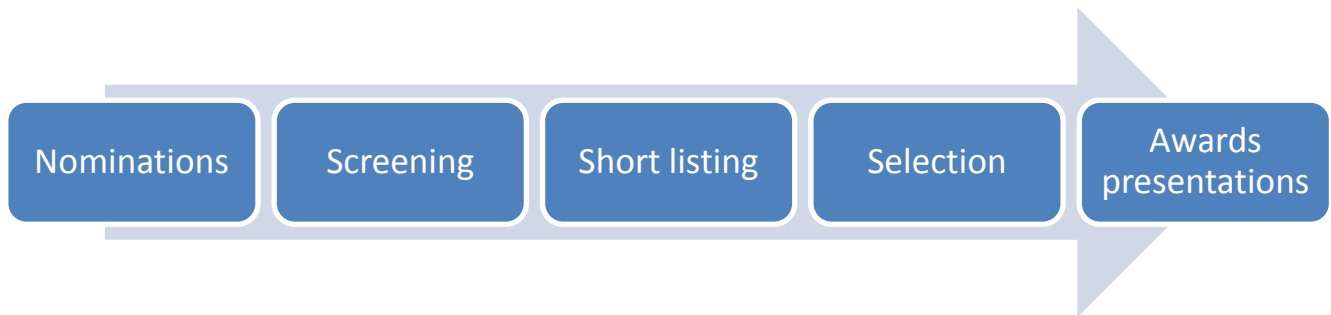 Nominations
Screening
Short listing
Selection
Awards
presentations